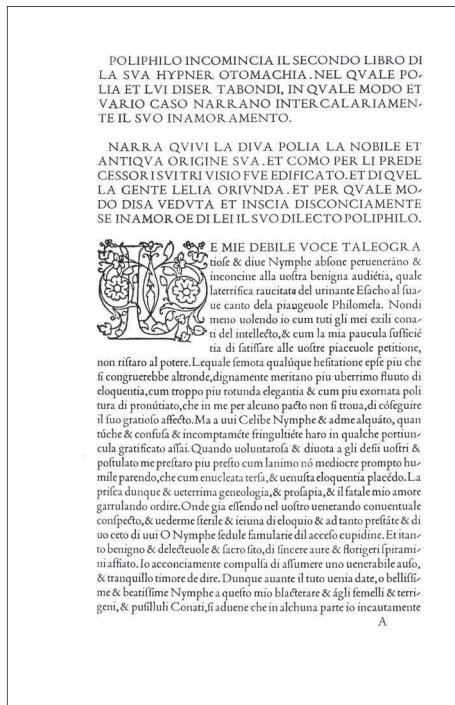 POLIPHILO INCOMINCIA IL SECONDO LIBRO DI
LA SVA HYPNER OTOMACHIA. NEL QVALE PO-
LIA ET LVI DISER TABONDI, IN QVALE MODO ET
VARIO CASO NARRANO INTERCALARIAMEN-
TE IL SVO INAMORAMENTO.
NARRA QVIVI LA DIVA POLIA LA NOBILE ET
ANTIQVA ORIGINE SVA. ET COMO PER LI PREDE
CESSORI SVI TRIVISIO FVE EDIFICATO. ET DI QVEL
LA GENTE LELIA ORIVNDA. ET PER QVALE MO-
DO DISAVEDVTA ET INSCIA DISCONCIAMENTE
SE INAMOROE DI LEI IL SVO DILECTO POLIPHILO.
LE MIE DEBILE VOCE TALE O GRA
tiose & diue Nymphe absone peruenerano &
inconcine alla uostra benigna audiétia, quale
laterrifica raucitate del urinante Esacho al sua-
ue canto dela piangeuole Philomela. Nondi
meno uolendo io cum tuti gli mei exili cona-
ti del intellecto, & cum la mia paucula sufficié
tia di satisfare alle uostre piaceuole petitione,
non ristaro al potere. Lequale semota qualúque hesitatione epse piu che
si congruerebbe altronde, dignamente meritano piu uberrimo fluuto di
eloquentia, cum troppo piu rotunda elegantia & cum piu exornata poli
tura di pronútiato, che in me per alcuno pacto non si troua, di cóseguire
il suo gratioso affecto. Ma a uui Celibe Nymphe & adme alquáto, quan
túche & confusa & incomptaméte fringultiéte haro in qualche portiun-
cula gratificato assai. Quando uoluntarosa & diuota a gli desii uostri &
postulato me prestaro piu presto cum lanimo nó mediocre prompto hu-
mile parendo, che cum enucleata tersa, & uenusta eloquentia placédo. La
prisca dunque & ueterrima geneologia, & prosapia, & il fatale mio amore
garrulando ordire. Onde gia essendo nel uostro uenerando conuentuale
conspecto, & uederme sterile & ieiuna di eloquio & ad tanto prestáte & di
uo ceto di uui O Nymphe sedule famularie dil acceso cupidine. Et itan-
to benigno & delecteuole & sacro sito, di sincere aure & florigeri spirami-
ni afflato. Io acconciamente compulsa di assumere uno uenerabile auso,
& tranquillo timore de dire. Dunque auante il tuto uenia date, o bellissi-
me & beatissime Nymphe a questo mio blacterare & ágli femelli & terri-
geni, & pusilluli Conati, si aduene che in alchuna parte io incautamente
A